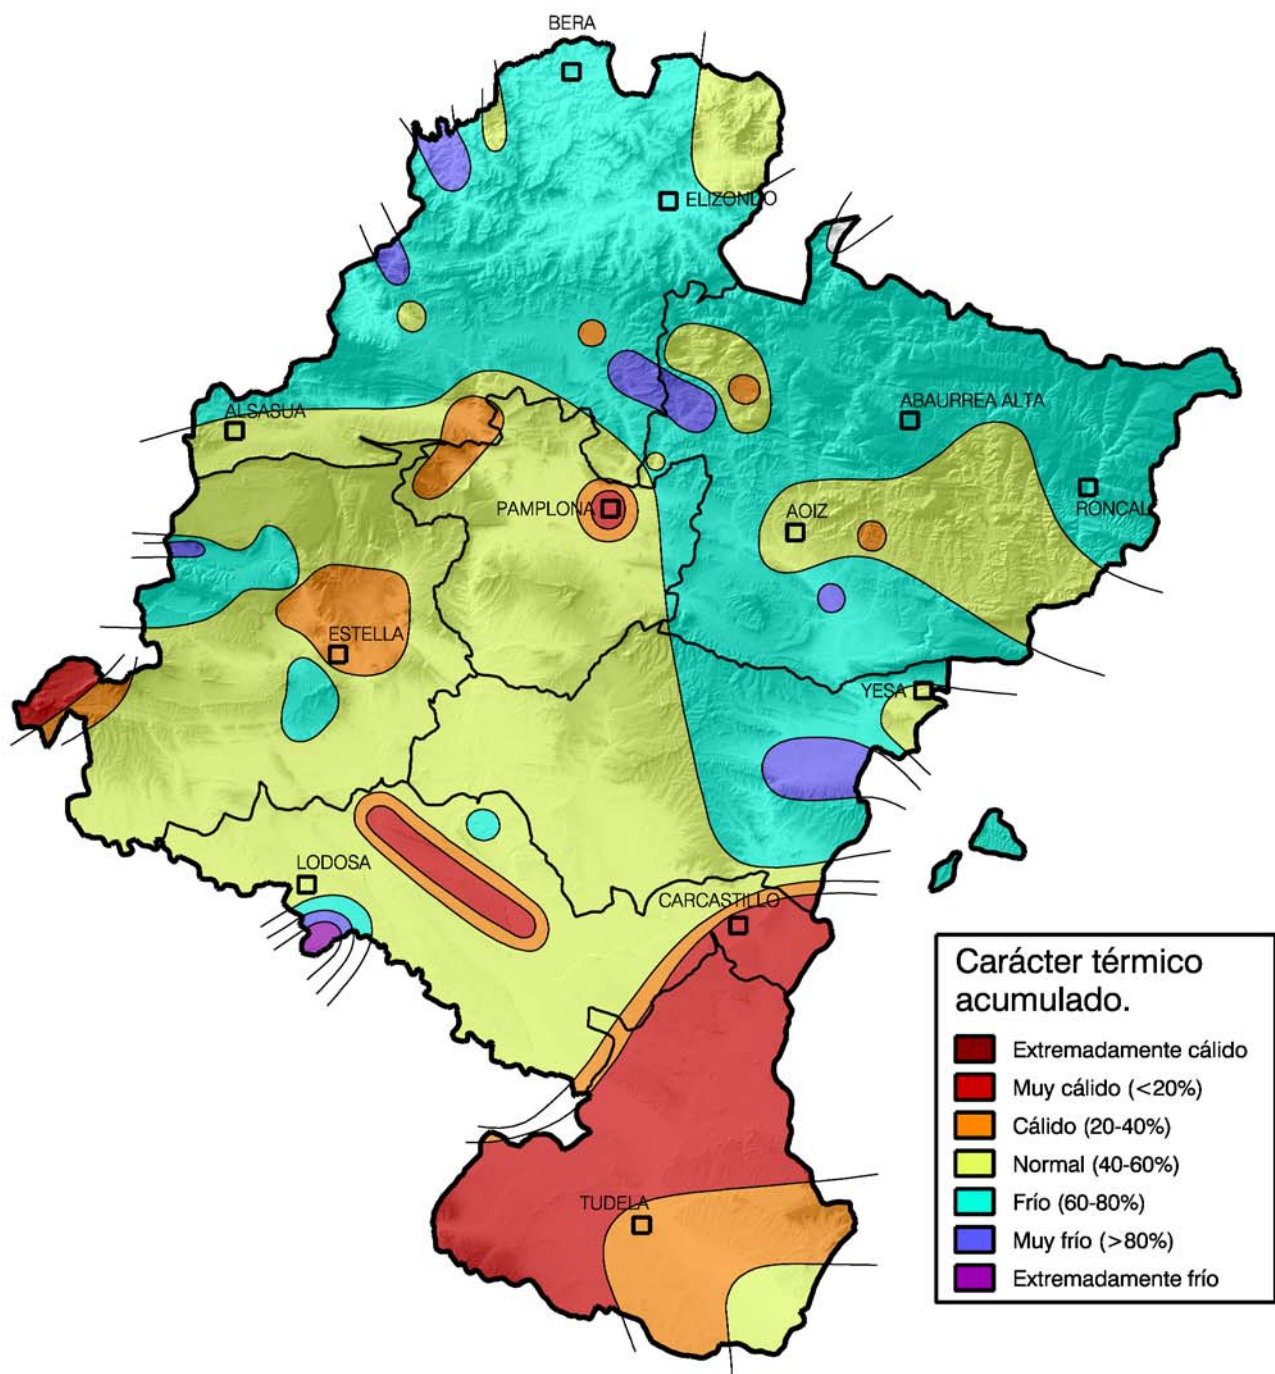 BERA
ELIZONDO
ALSASUA
ABAURREA ALTA
PAMPLONA
AOIZ
RONCAL
ESTELLA
YESA
LODOSA
CARCASTILLO
TUDELA
Carácter térmico
acumulado.
Extremadamente cálido
Muy cálido (<20%)
Cálido (20-40%)
Normal (40-60%)
Frío (60-80%)
Muy frío (>80%)
Extremadamente frío